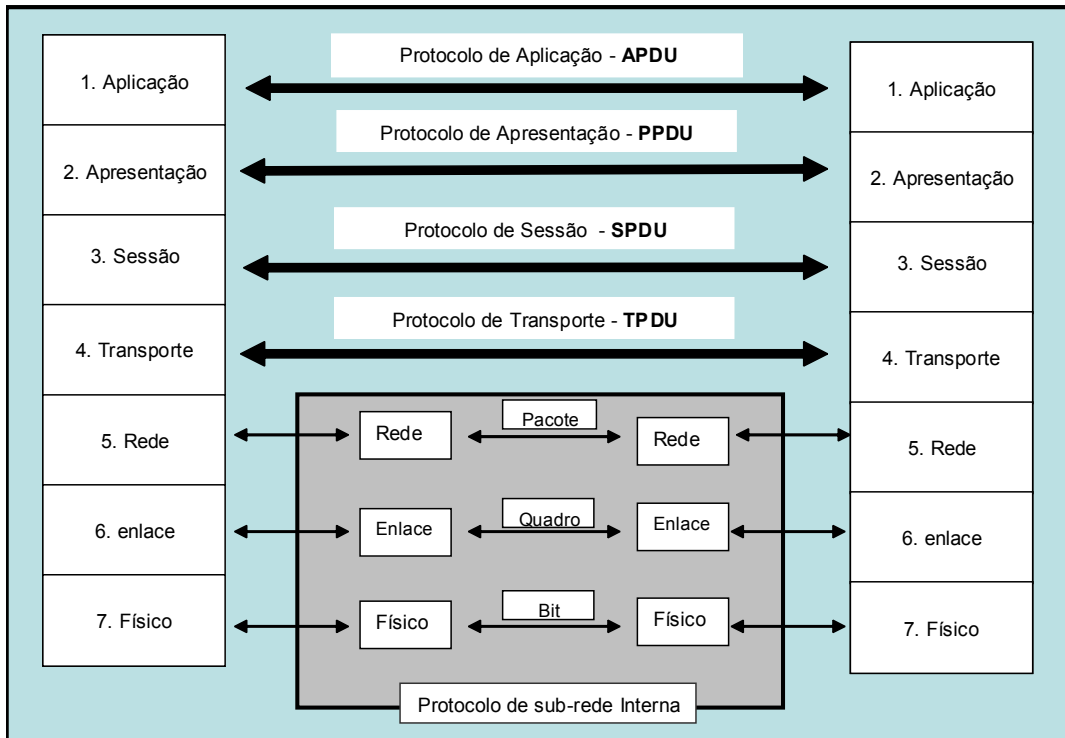 Protocolo de Aplicação - APDU
1. Aplicação
1. Aplicação
Protocolo de Apresentação - PPDU
2. Apresentação
2. Apresentação
Protocolo de Sessão - SPDU
3. Sessão
3. Sessão
Protocolo de Transporte - TPDU
4. Transporte
4. Transporte
5. Rede
Rede
Pacote
Rede
5. Rede
6. enlace
Enlace
Quadro
Enlace
6. enlace
7. Físico
Físico
Bit
Físico
7. Físico
Protocolo de sub-rede Interna